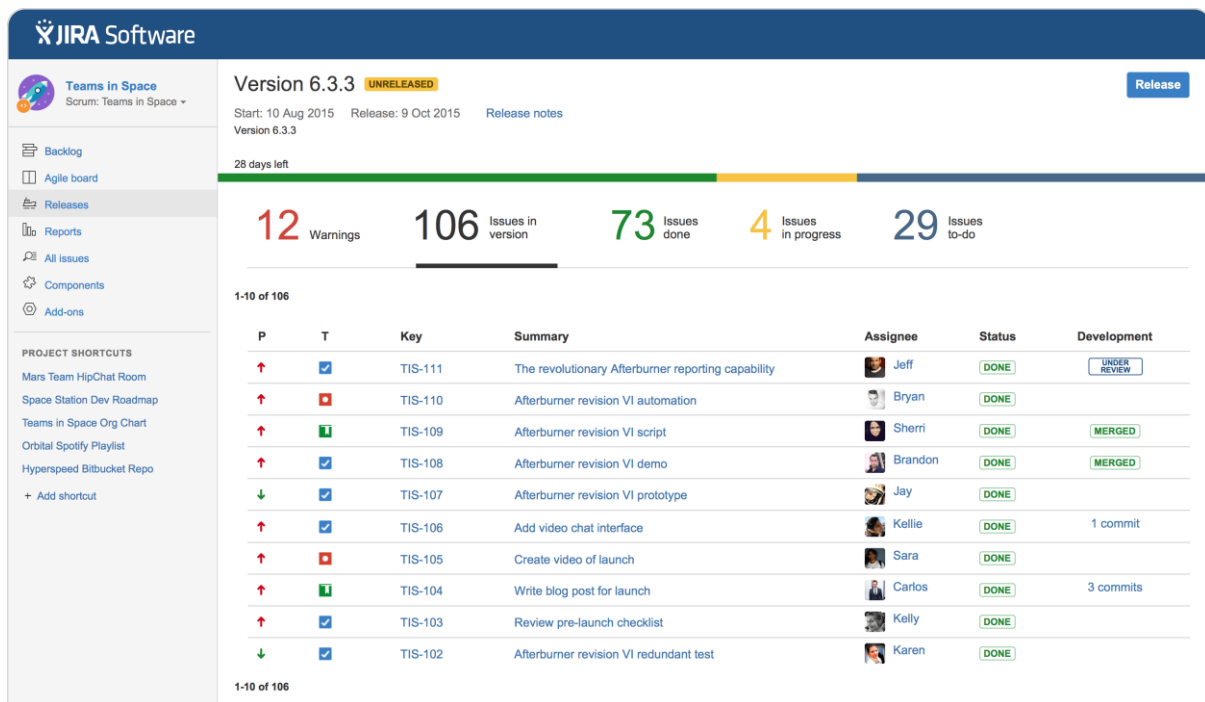 JIRA Software
Teams in Space
Scrum: Teams in Space
Backlog
Agile board
Releases
Reports
All issues
Components
Add-ons
PROJECT SHORTCUTS
Mars Team HipChat Room
Space Station Dev Roadmap
Teams in Space Org Chart
Orbital Spotify Playlist
Hyperspeed Bitbucket Repo
+ Add shortcut
Version 6.3.3 UNRELEASED
Release
Start: 10 Aug 2015 Release: 9 Oct 2015 Release notes
Version 6.3.3
28 days left
12 Warnings
106 Issues in version
73 Issues done
4 Issues in progress
29 Issues to-do
1-10 of 106
P T Key Summary Assignee Status Development
TIS-111 The revolutionary Afterburner reporting capability Jeff DONE UNDER REVIEW
TIS-110 Afterburner revision VI automation Bryan DONE
TIS-109 Afterburner revision VI script Sherri DONE MERGED
TIS-108 Afterburner revision VI demo Brandon DONE MERGED
TIS-107 Afterburner revision VI prototype Jay DONE
TIS-106 Add video chat interface Kellie DONE 1 commit
TIS-105 Create video of launch Sara DONE
TIS-104 Write blog post for launch Carlos DONE 3 commits
TIS-103 Review pre-launch checklist Kelly DONE
TIS-102 Afterburner revision VI redundant test Karen DONE
1-10 of 106